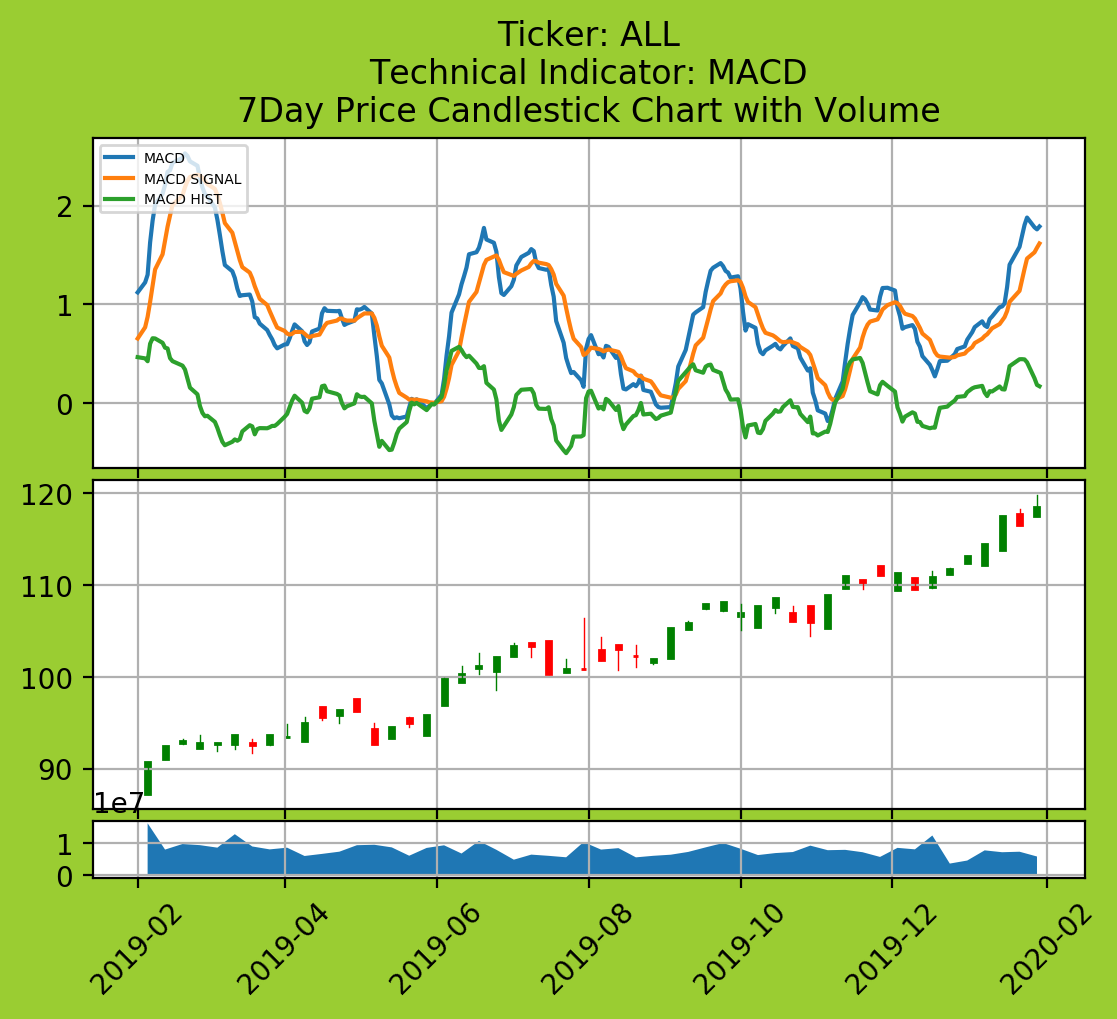 Ticker: ALL
Technical Indicator: MACD
7Day Price Candlestick Chart with Volume
MACD
MACD SIGNAL
MACD HIST
2
1
0
120
110
100
90
1e7
1
0
2019-02
2019-04
2019-06
2019-08
2019-10
2019-12
2020-02